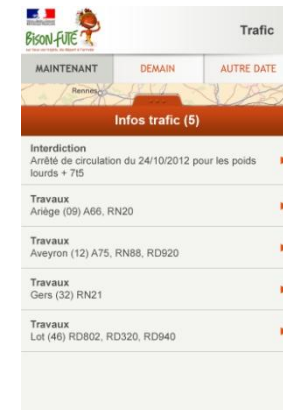 BiSON-FUTÉ
Trafic
MAINTENANT
DEMAIN
AUTRE DATE
Rennes
Infos trafic (5)
Interdiction
Arrêté de circulation du 24/10/2012 pour les poids
lourds + 7t5
Travaux
Ariège (09) A66, RN20
Travaux
Aveyron (12) A75, RN88, RD920
Travaux
Gers (32) RN21
Travaux
Lot (46) RD802, RD320, RD940